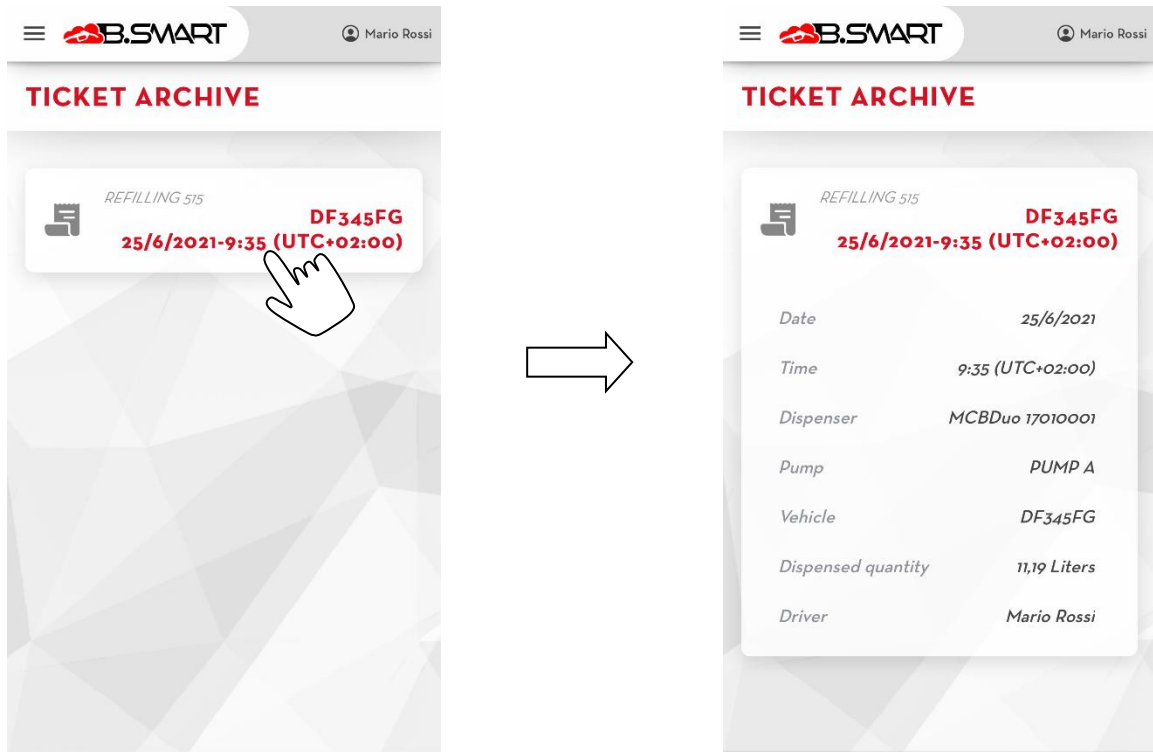 B.SMART
Mario Rossi
TICKET ARCHIVE
REFILLING 515
DF345FG
25/6/2021-9:35 (UTC+02:00)
B.SMART
Mario Rossi
TICKET ARCHIVE
REFILLING 515
DF345FG
25/6/2021-9:35 (UTC+02:00)
Date 25/6/2021
Time 9:35 (UTC+02:00)
Dispenser MCBDuo 17010001
Pump PUMP A
Vehicle DF345FG
Dispensed quantity 11,19 Liters
Driver Mario Rossi